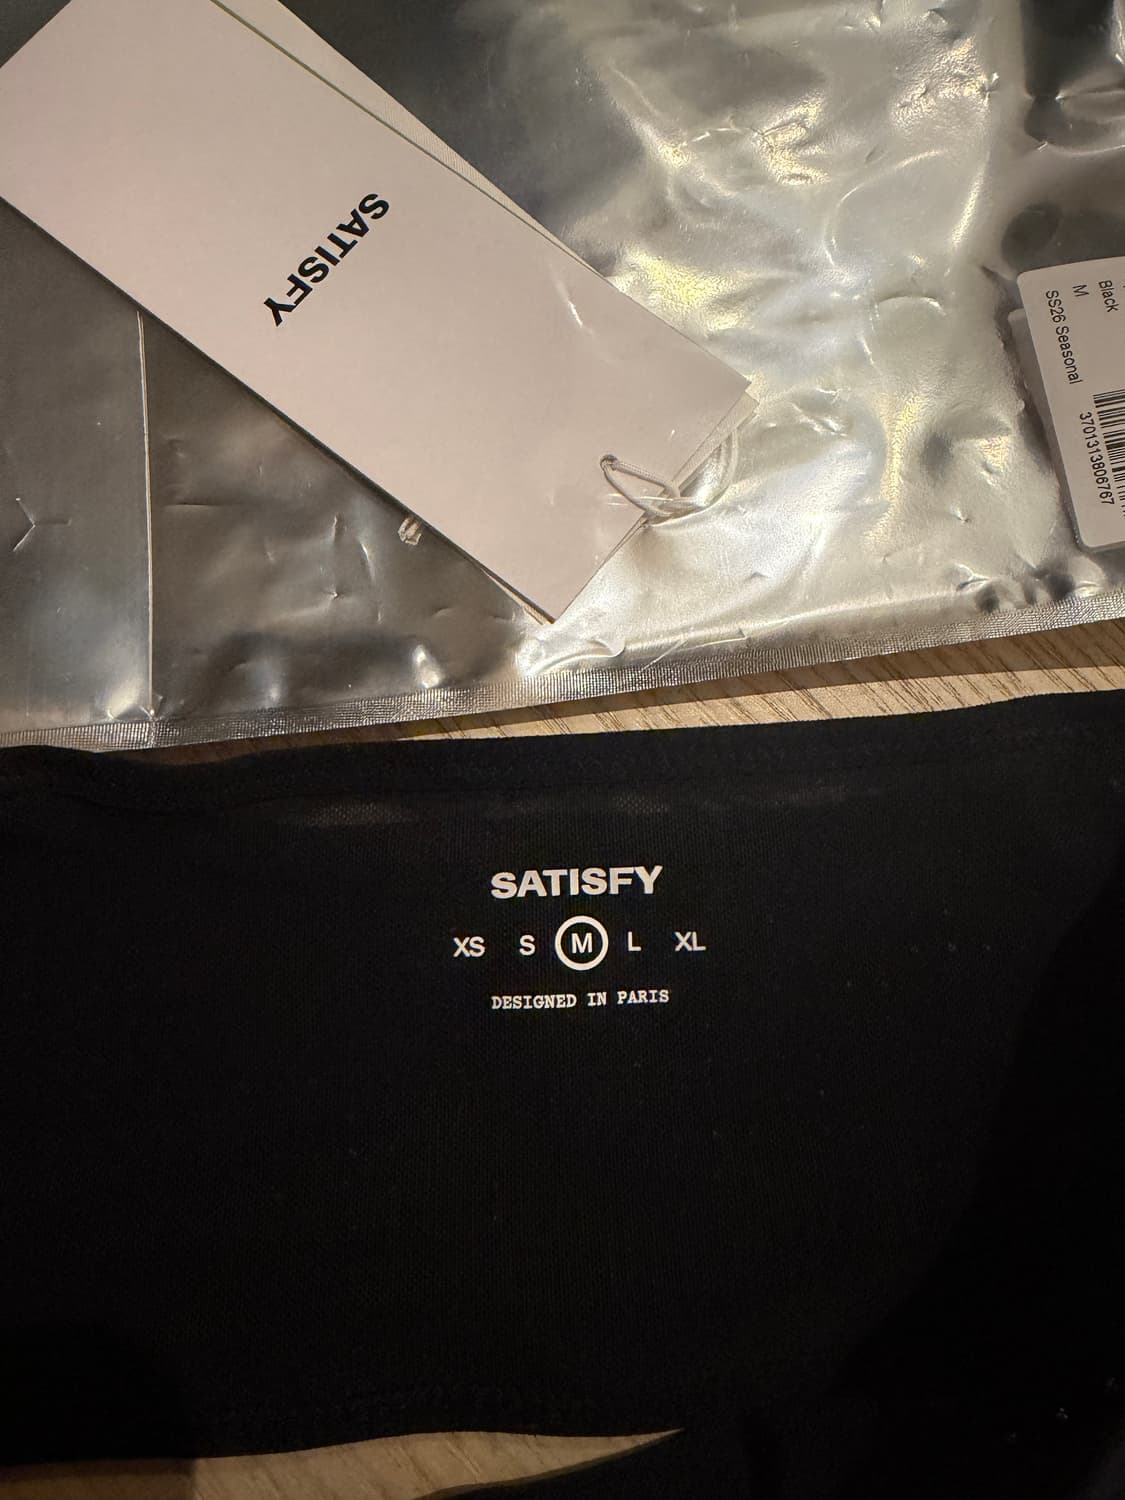 SATISFY
Black
M
SS26 Seasonal
3701313806767
SATISFY
XS S M L XL
DESIGNED IN PARIS